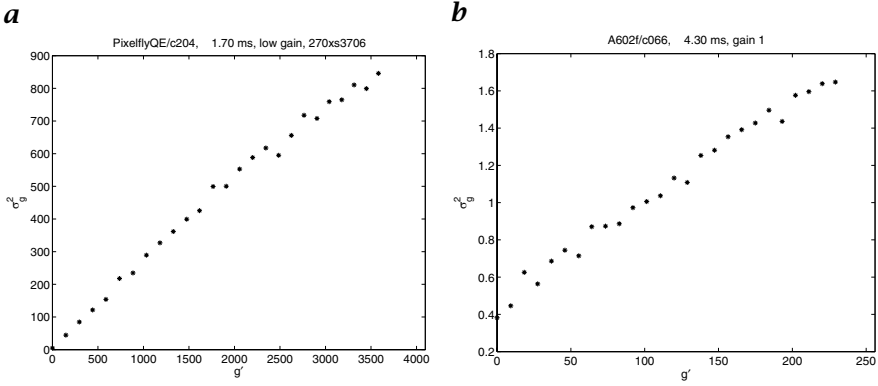 a
PixelflyQE/c204, 1.70 ms, low gain, 270xs3706
900
800
700
600
500
400
300
200
100
0
σ²g
0 500 1000 1500 2000 2500 3000 3500 4000
g′
b
A602f/c066, 4.30 ms, gain 1
1.8
1.6
1.4
1.2
1
0.8
0.6
0.4
0.2
σ²g
0 50 100 150 200 250
g′